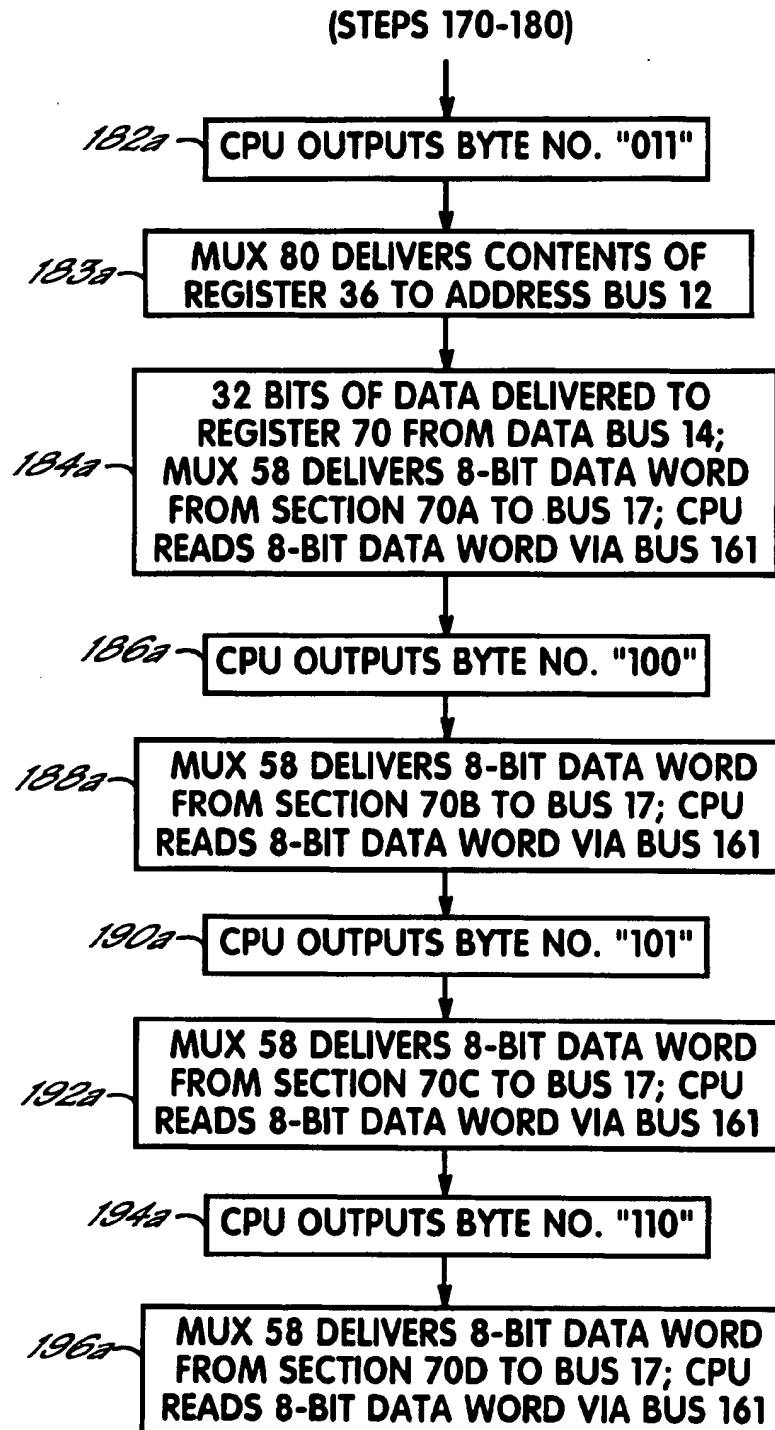 (STEPS 170-180)
182a
CPU OUTPUTS BYTE NO. "011"
183a
MUX 80 DELIVERS CONTENTS OF
REGISTER 36 TO ADDRESS BUS 12
184a
32 BITS OF DATA DELIVERED TO
REGISTER 70 FROM DATA BUS 14;
MUX 58 DELIVERS 8-BIT DATA WORD
FROM SECTION 70A TO BUS 17; CPU
READS 8-BIT DATA WORD VIA BUS 161
186a
CPU OUTPUTS BYTE NO. "100"
188a
MUX 58 DELIVERS 8-BIT DATA WORD
FROM SECTION 70B TO BUS 17; CPU
READS 8-BIT DATA WORD VIA BUS 161
190a
CPU OUTPUTS BYTE NO. "101"
192a
MUX 58 DELIVERS 8-BIT DATA WORD
FROM SECTION 70C TO BUS 17; CPU
READS 8-BIT DATA WORD VIA BUS 161
194a
CPU OUTPUTS BYTE NO. "110"
196a
MUX 58 DELIVERS 8-BIT DATA WORD
FROM SECTION 70D TO BUS 17; CPU
READS 8-BIT DATA WORD VIA BUS 161